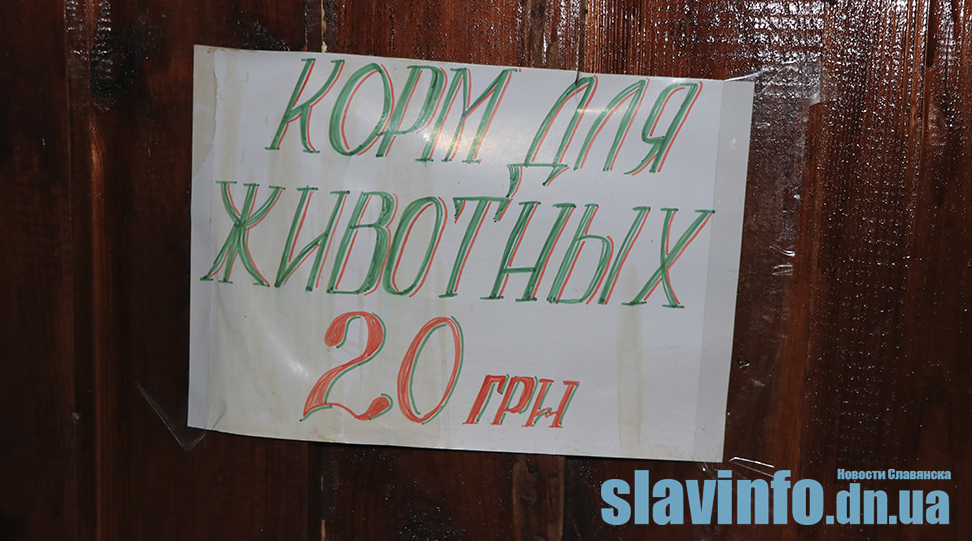 КОРМ ДЛЯ
ЖИВОТНЫХ
20 ГРН
Новости Славянска
slavinfo.dn.ua